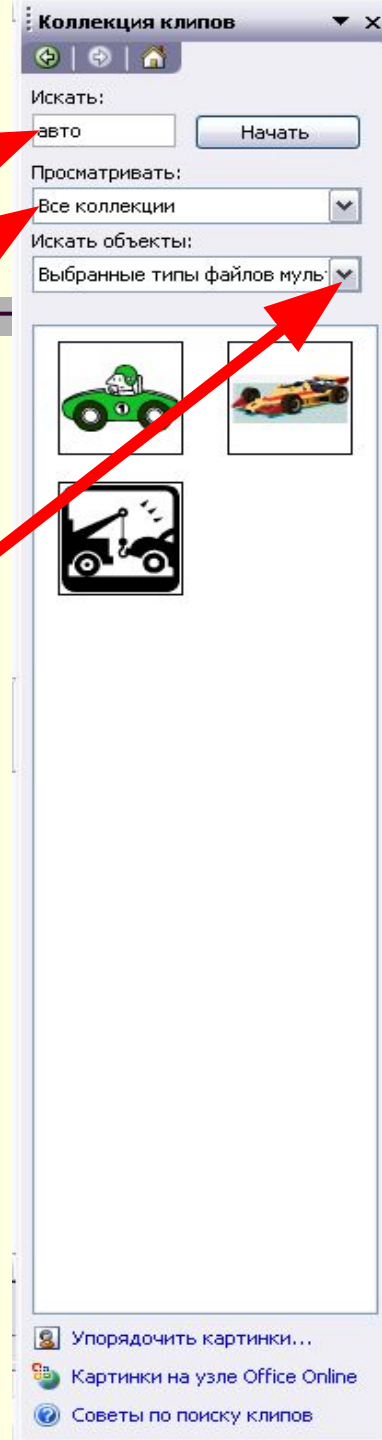 Коллекция клипов
Искать:
авто
Начать
Просматривать:
Все коллекции
Искать объекты:
Выбранные типы файлов муль
1
Упорядочить картинки...
Картинки на узле Office Online
Советы по поиску клипов